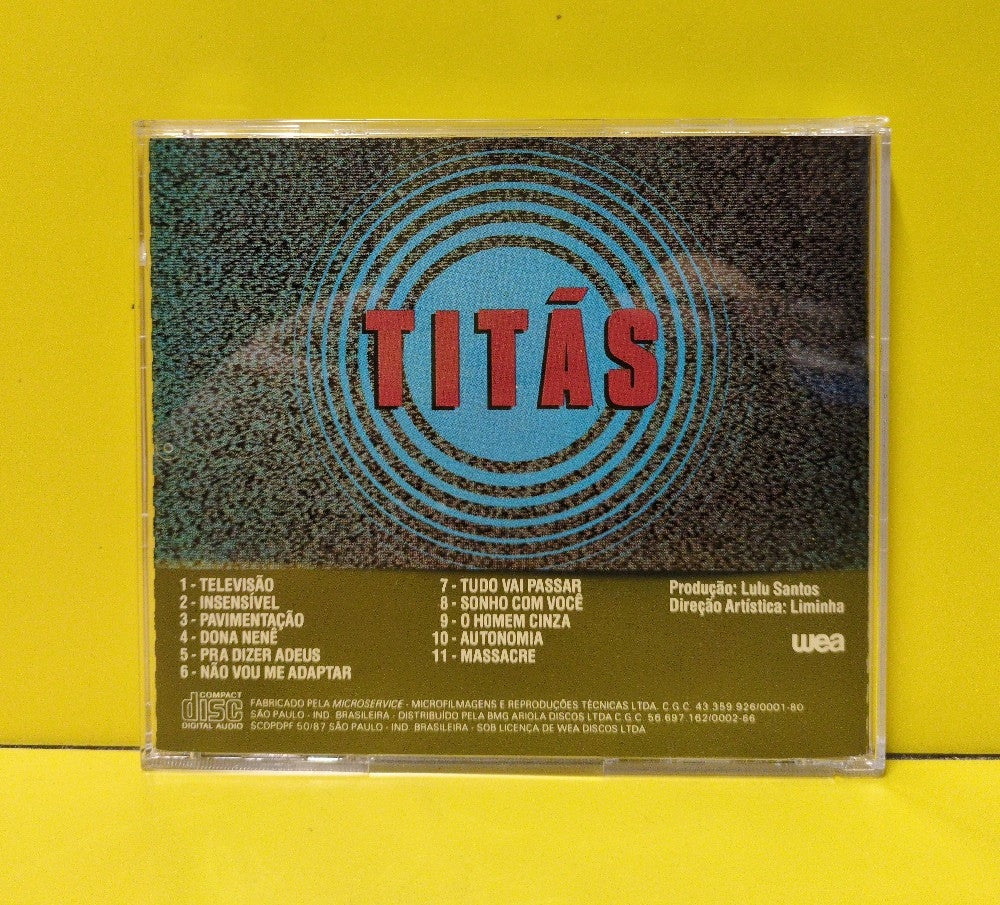 TITÁS
1 - TELEVISÃO
2 - INSENSÍVEL
3 - PAVIMENTAÇÃO
4 - DONA NENÊ
5 - PRA DIZER ADEUS
6 - NÃO VOU ME ADAPTAR
7 - TUDO VAI PASSAR
8 - SONHO COM VOCÊ
9 - O HOMEM CINZA
10 - AUTONOMIA
11 - MASSACRE
Produção: Lulu Santos
Direção Artística: Liminha
wea
COMPACT
disc
DIGITAL AUDIO
FABRICADO PELA MICROSERVICE - MICROFILMAGENS E REPRODUÇÕES TÉCNICAS LTDA. C.G.C. 43 359 926/0001-80
SÃO PAULO - IND. BRASILEIRA - DISTRIBUÍDO PELA BMG ARIOLA DISCOS LTDA C.G.C. 56 697 162/0002-66
SCDPDPF 50/87 SÃO PAULO - IND. BRASILEIRA - SOB LICENÇA DE WEA DISCOS LTDA